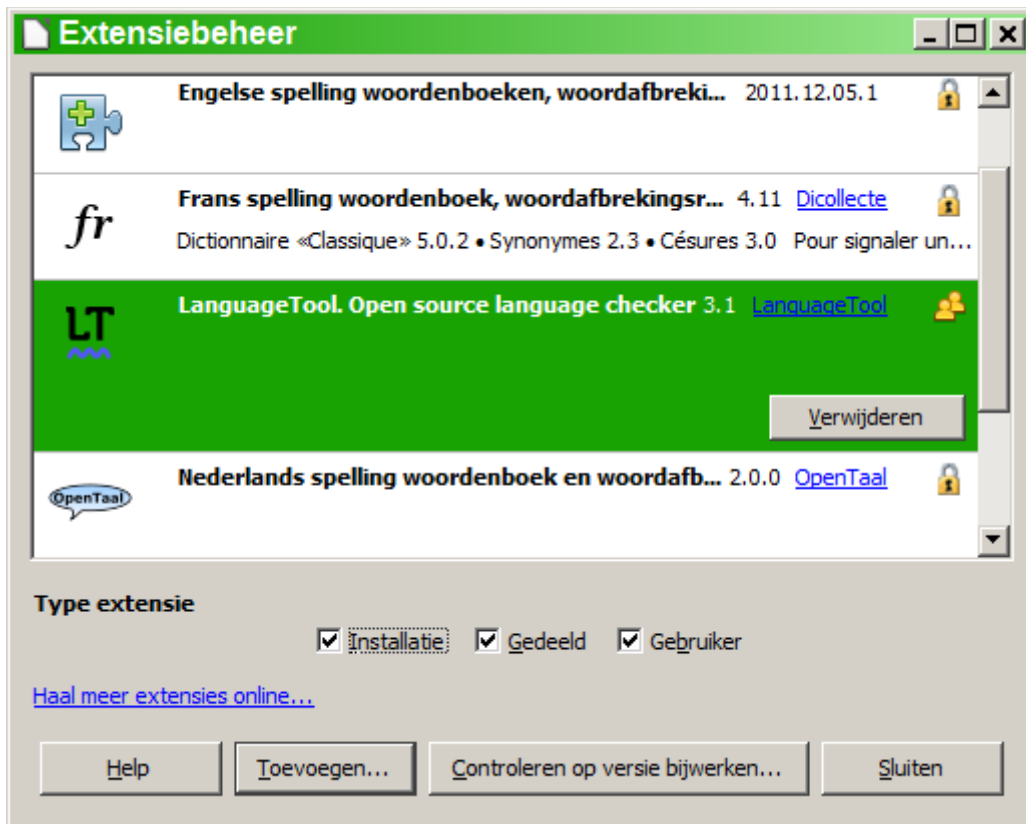 Extensiebeheer
Engelse spelling woordenboeken, woordafbreki... 2011.12.05.1
fr
Frans spelling woordenboek, woordafbrekingsr... 4.11 Dicollecte
Dictionnaire «Classique» 5.0.2 • Synonymes 2.3 • Césures 3.0 Pour signaler un...
LT
LanguageTool. Open source language checker 3.1 LanguageTool
Verwijderen
OpenTaal
Nederlands spelling woordenboek en woordafb... 2.0.0 OpenTaal
Type extensie
Installatie Gedeeld Gebruiker
Haal meer extensies online...
Help Toevoegen... Controleren op versie bijwerken... Sluiten